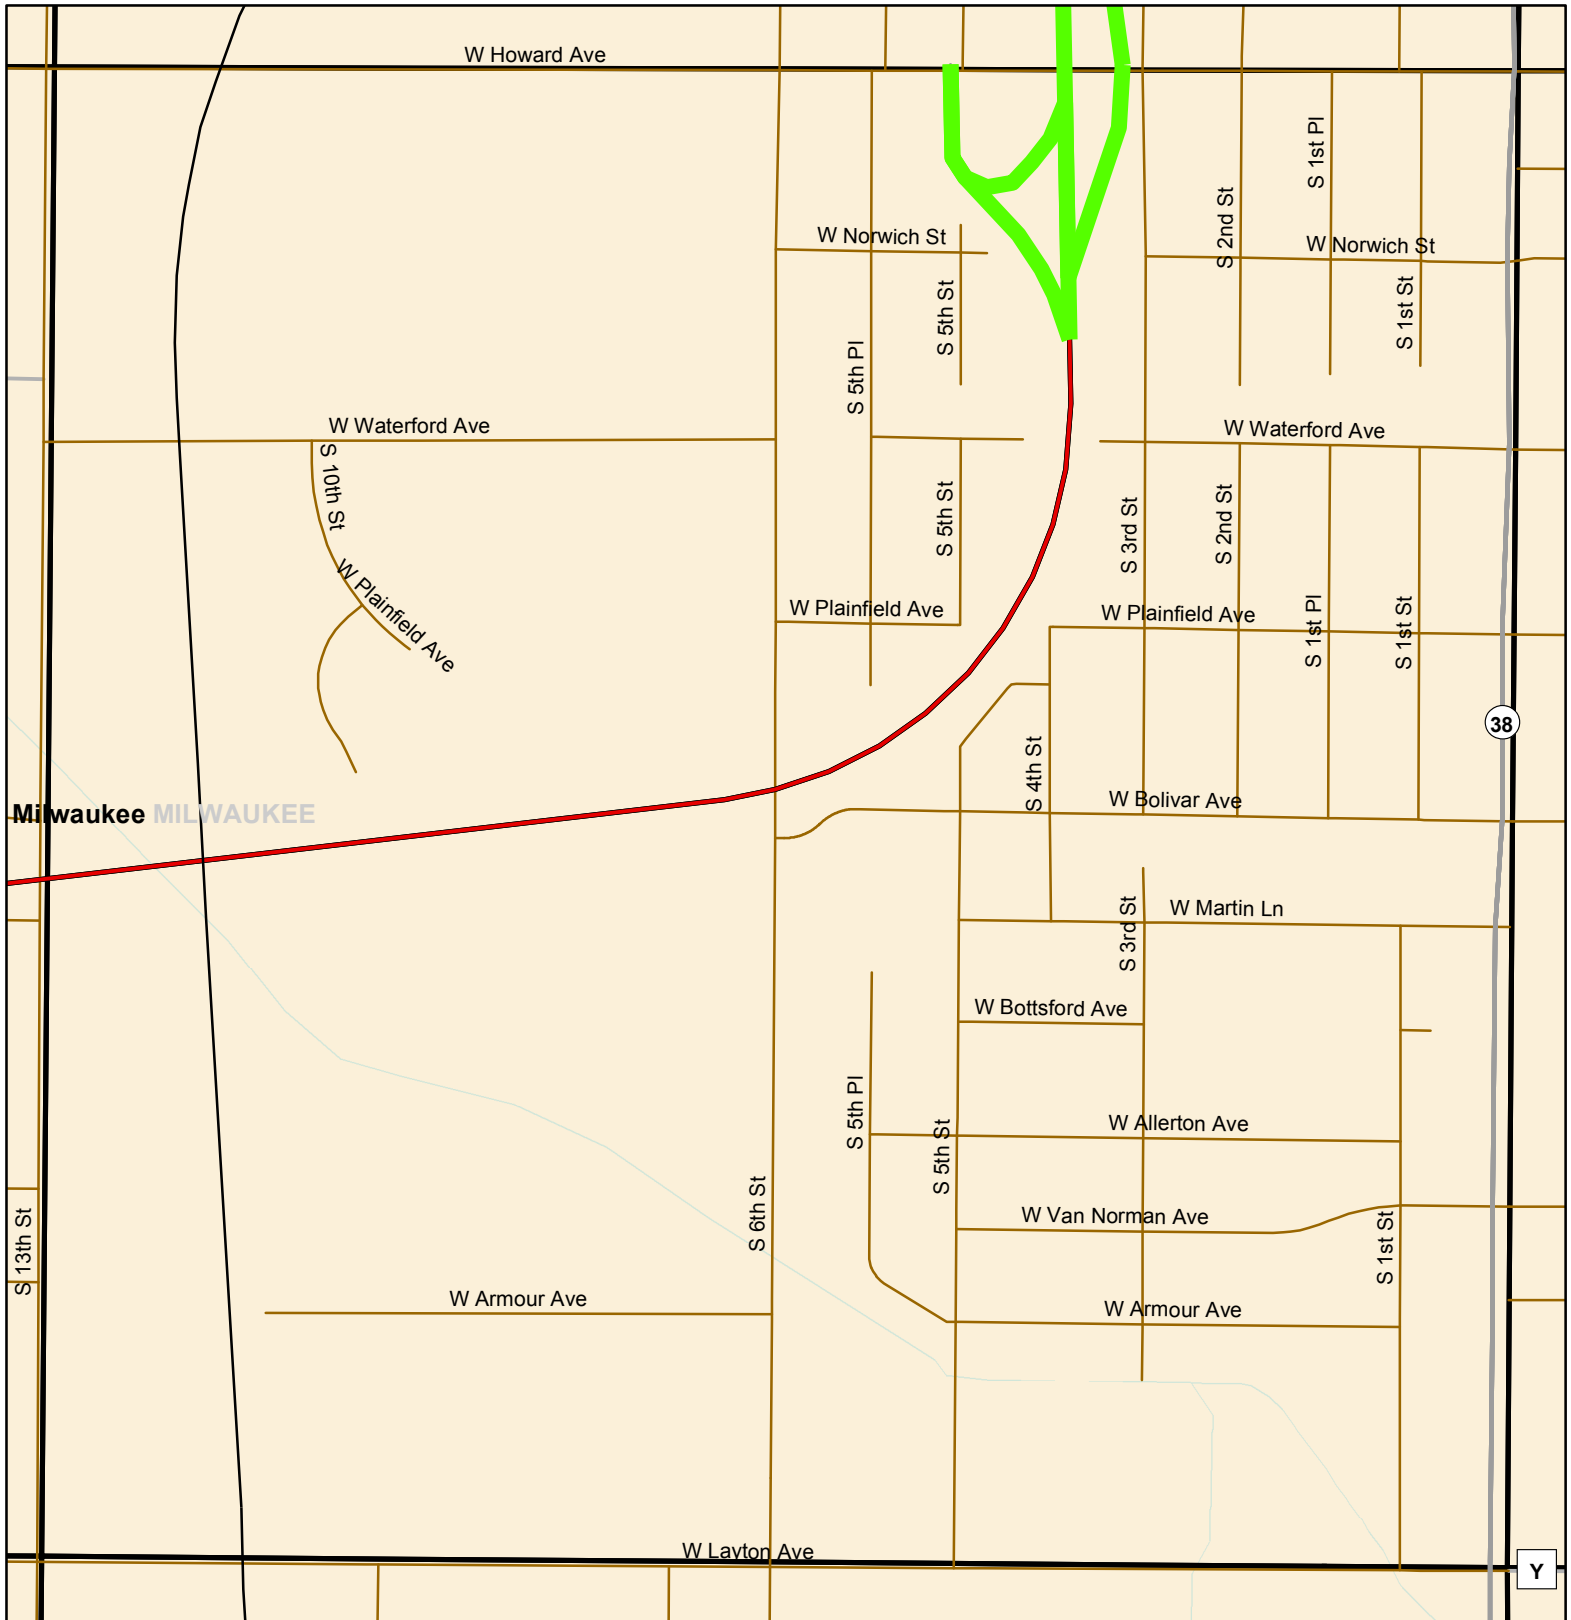 W Howard Ave
S 1st Pl
S 2nd St
W Norwich St
W Norwich St
S 5th St
S 1st St
S 5th Pl
W Waterford Ave
W Waterford Ave
S 10th St
S 5th St
S 3rd St
S 2nd St
W Plainfield Ave
W Plainfield Ave
W Plainfield Ave
S 1st Pl
S 1st St
38
S 4th St
W Bolivar Ave
Milwaukee MILWAUKEE
W Martin Ln
S 3rd St
W Bottsford Ave
S 5th Pl
W Allerton Ave
S 5th St
S 6th St
W Van Norman Ave
S 13th St
S 1st St
W Armour Ave
W Armour Ave
W Layton Ave
Y